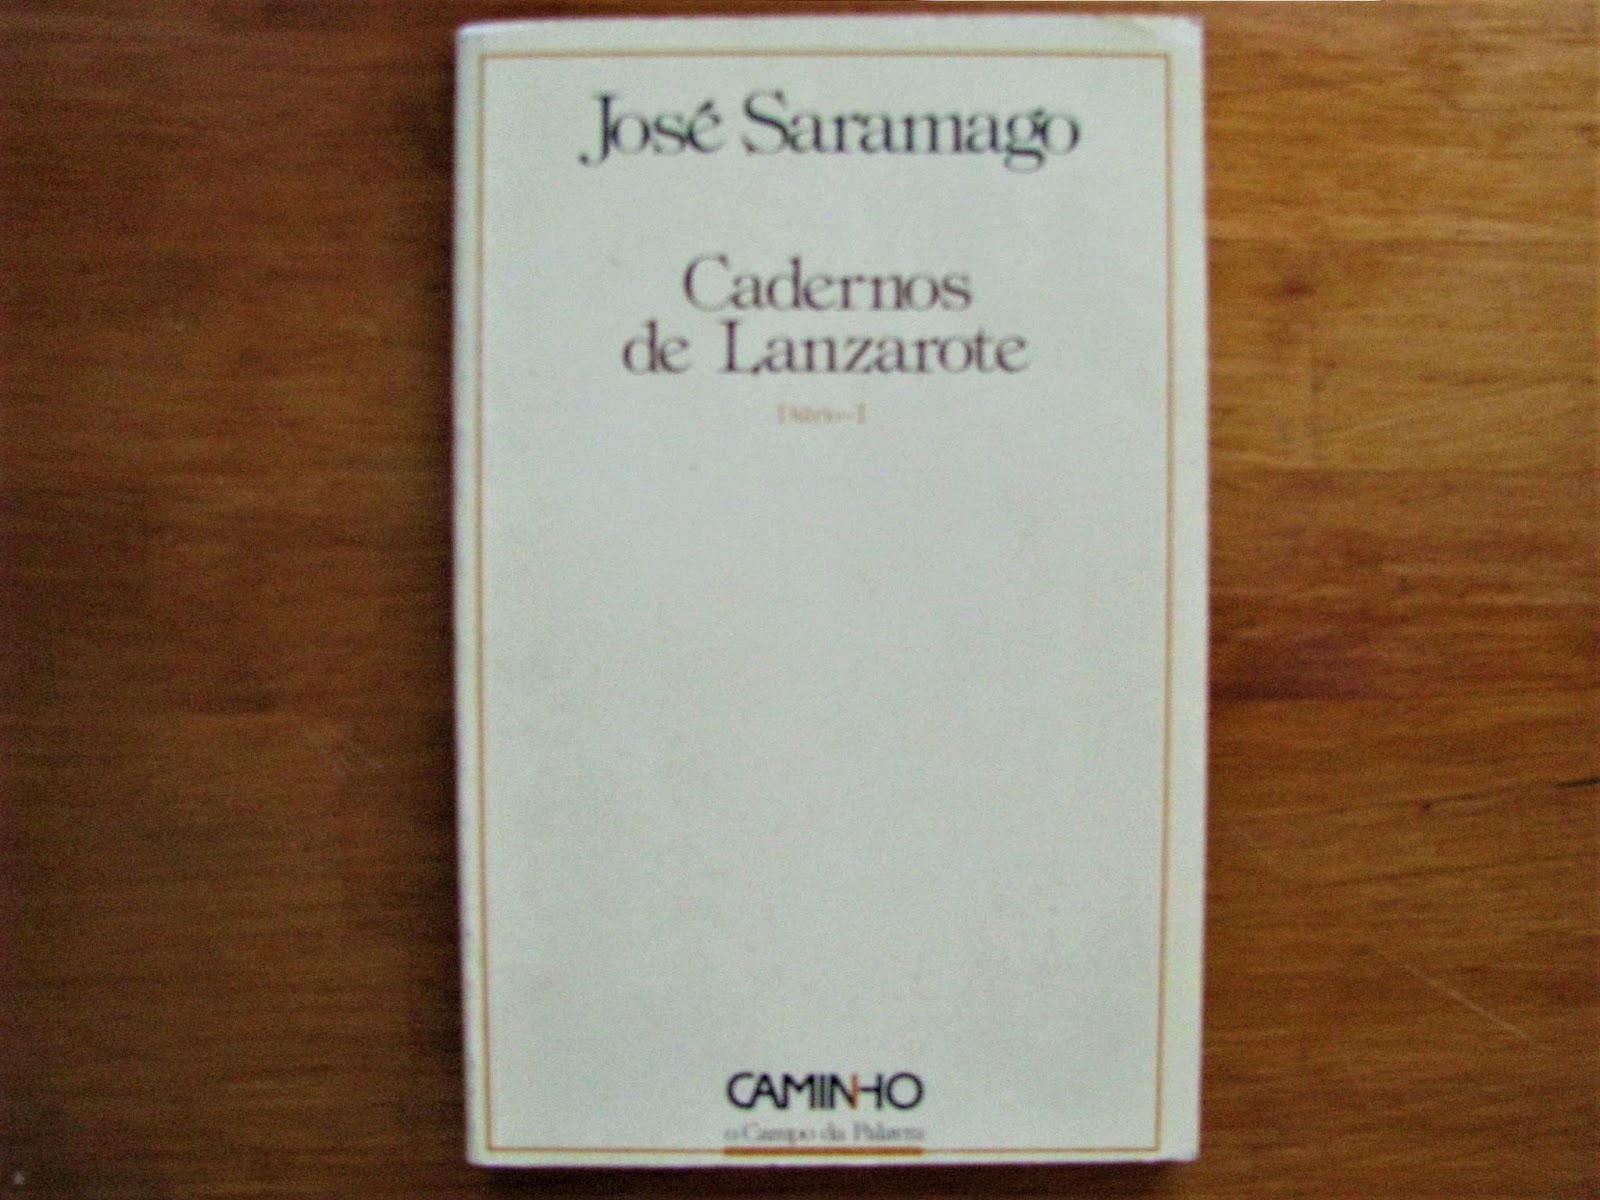 José Saramago
Cadernos
de Lanzarote
Diário–I
CAMINHO
o Campo da Palavra